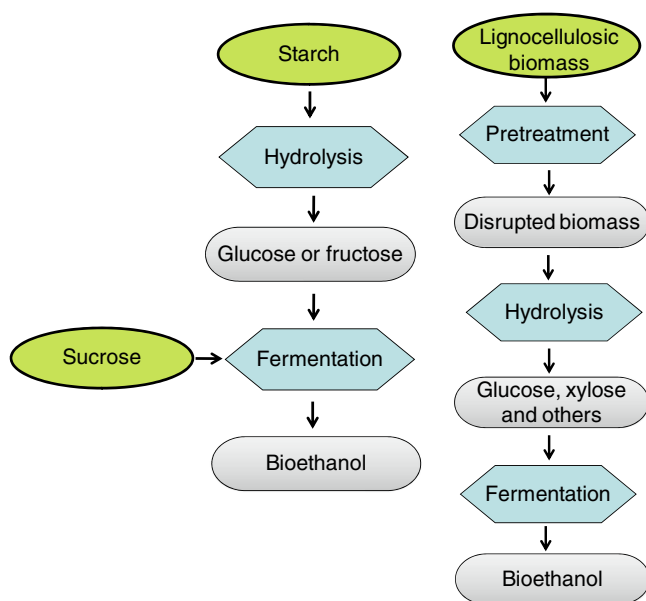 Starch
Hydrolysis
Glucose or fructose
Sucrose
Fermentation
Bioethanol
Lignocellulosic
biomass
Pretreatment
Disrupted biomass
Hydrolysis
Glucose, xylose
and others
Fermentation
Bioethanol